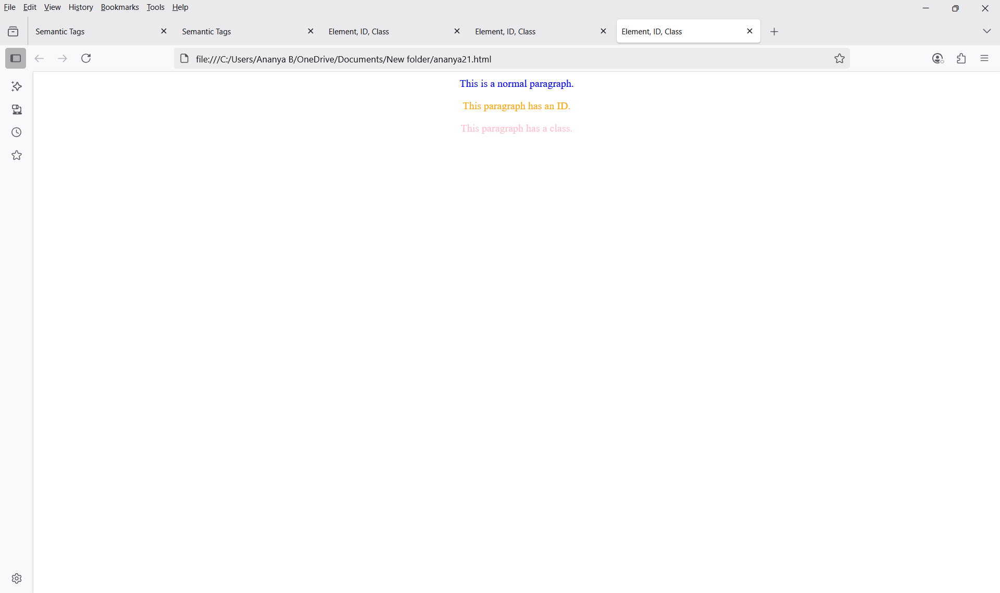 File Edit View History Bookmarks Tools Help
Semantic Tags Semantic Tags Element, ID, Class Element, ID, Class Element, ID, Class
file:///C:/Users/Ananya B/OneDrive/Documents/New folder/ananya21.html
This is a normal paragraph.
This paragraph has an ID.
This paragraph has a class.